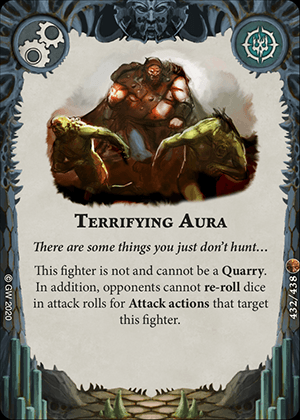 Terrifying Aura
There are some things you just don't hunt…
This fighter is not and cannot be a Quarry.
In addition, opponents cannot re-roll dice
in attack rolls for Attack actions that target
this fighter.
© GW 2020
432/438